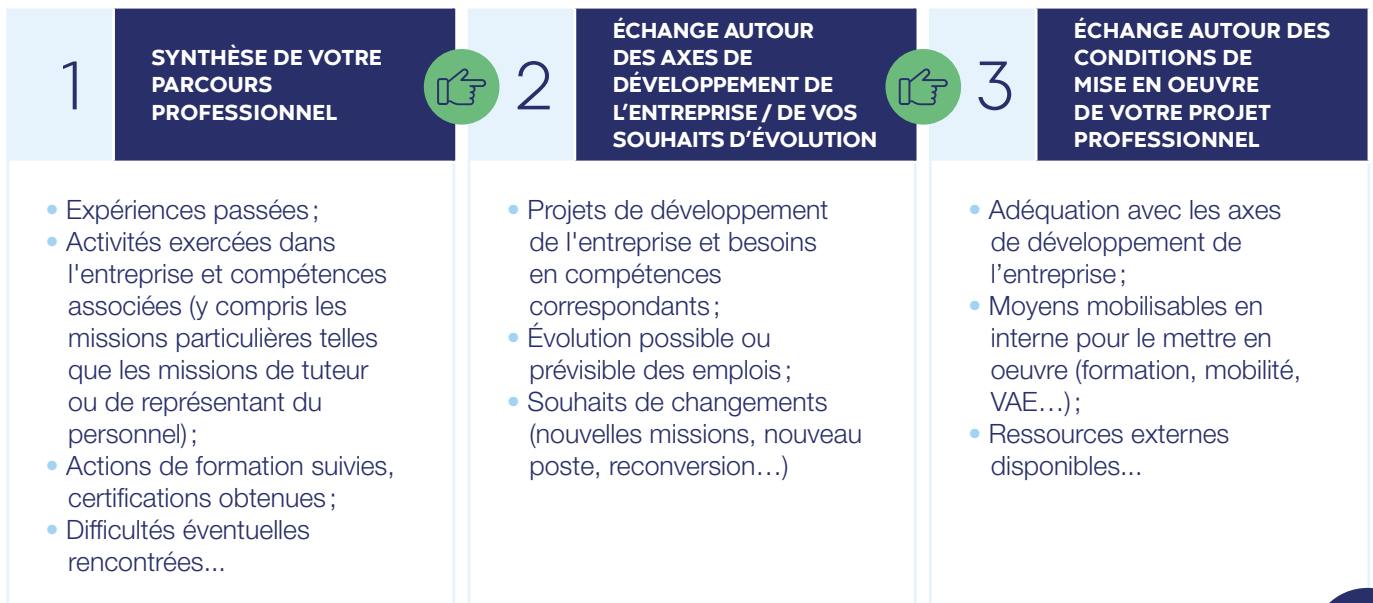 1
SYNTHÈSE DE VOTRE
PARCOURS
PROFESSIONNEL
• Expériences passées ;
• Activités exercées dans
l'entreprise et compétences
associées (y compris les
missions particulières telles
que les missions de tuteur
ou de représentant du
personnel) ;
• Actions de formation suivies,
certifications obtenues ;
• Difficultés éventuelles
rencontrées...
2
ÉCHANGE AUTOUR
DES AXES DE
DÉVELOPPEMENT DE
L'ENTREPRISE / DE VOS
SOUHAITS D'ÉVOLUTION
• Projets de développement
de l'entreprise et besoins
en compétences
correspondants ;
• Évolution possible ou
prévisible des emplois ;
• Souhaits de changements
(nouvelles missions, nouveau
poste, reconversion…)
3
ÉCHANGE AUTOUR DES
CONDITIONS DE
MISE EN OEUVRE
DE VOTRE PROJET
PROFESSIONNEL
• Adéquation avec les axes
de développement de
l’entreprise ;
• Moyens mobilisables en
interne pour le mettre en
oeuvre (formation, mobilité,
VAE…) ;
• Ressources externes
disponibles...